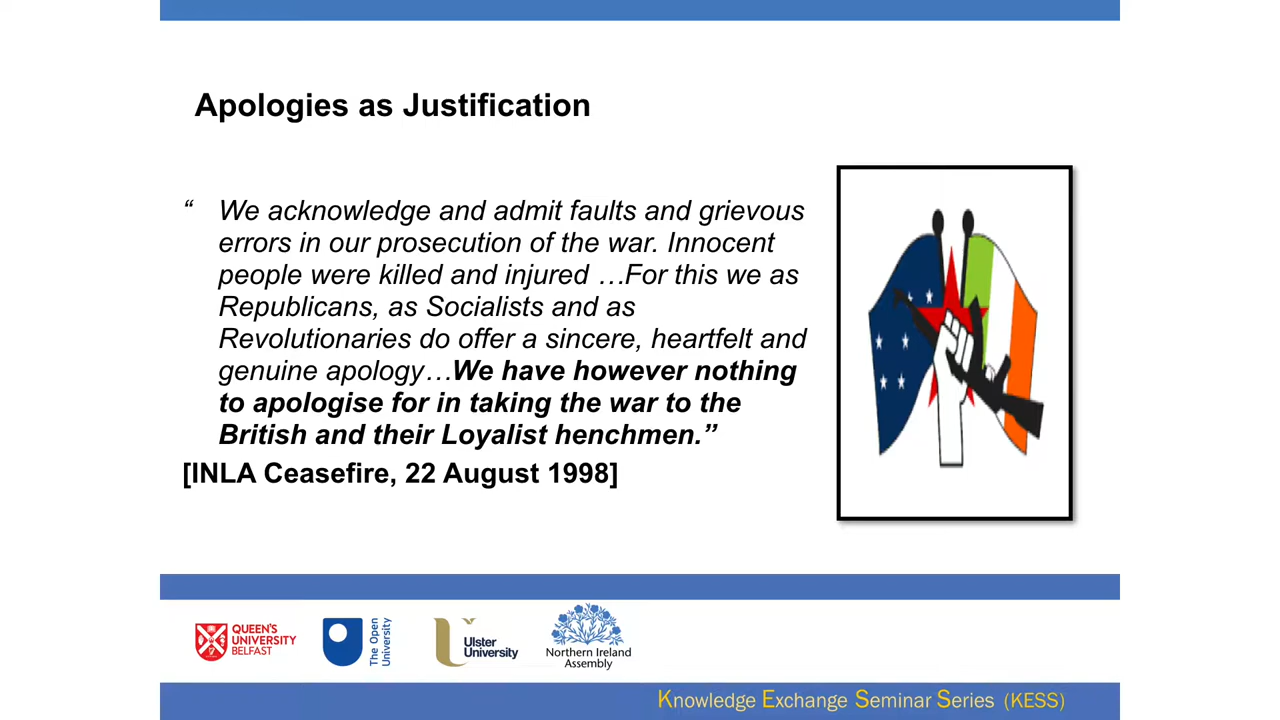 Apologies as Justification
“ We acknowledge and admit faults and grievous
errors in our prosecution of the war. Innocent
people were killed and injured …For this we as
Republicans, as Socialists and as
Revolutionaries do offer a sincere, heartfelt and
genuine apology…We have however nothing
to apologise for in taking the war to the
British and their Loyalist henchmen.”
[INLA Ceasefire, 22 August 1998]
QUEEN'S
UNIVERSITY
BELFAST
The Open
University
Ulster
University
Northern Ireland
Assembly
Knowledge Exchange Seminar Series (KESS)